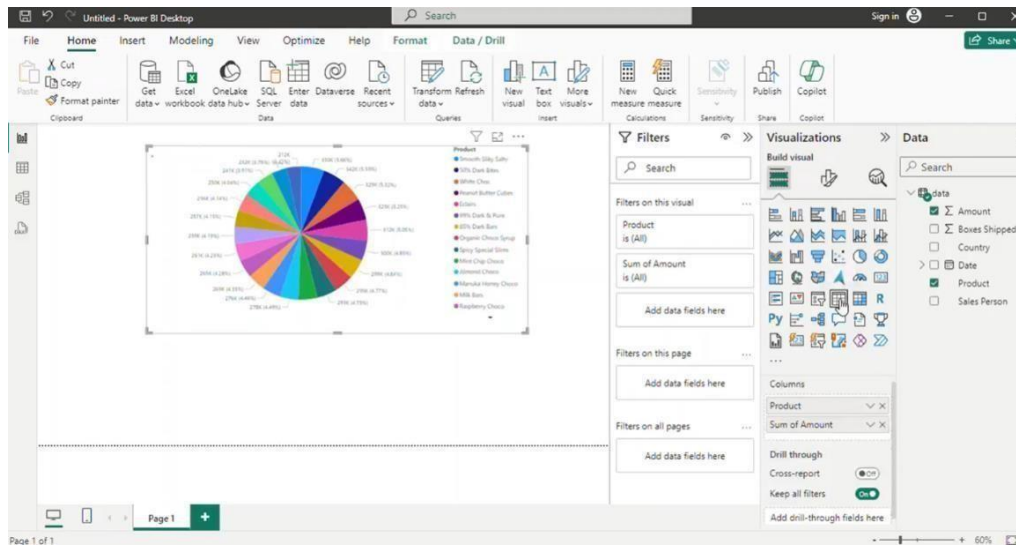 Untitled - Power BI Desktop
Search
Sign in
File Home Insert Modeling View Optimize Help Format Data / Drill
Share
Paste
Cut
Copy
Format painter
Clipboard
Get data
Excel workbook
OneLake data hub
SQL Server
Enter data
Dataverse
Recent sources
Data
Transform data
Refresh
Queries
New visual
Text box
More visuals
Insert
New measure
Quick measure
Calculations
Sensitivity
Sensitivity
Publish
Share
Copilot
Copilot
Product
Smooth Silky Salty
50% Dark Bites
White Choc
Peanut Butter Cubes
Eclairs
99% Dark & Pure
85% Dark Bars
Organic Choco Syrup
Spicy Special Slims
Mint Chip Choco
Almond Choco
Manuka Honey Choco
Milk Bars
Raspberry Choco
Filters
Search
Filters on this visual
Product
is (All)
Sum of Amount
is (All)
Add data fields here
Filters on this page
Add data fields here
Filters on all pages
Add data fields here
Visualizations
Build visual
R
Py
Columns
Product
Sum of Amount
Drill through
Cross-report
Off
Keep all filters
On
Add drill-through fields here
Data
Search
data
Amount
Boxes Shipped
Country
Date
Product
Sales Person
Page 1
Page 1 of 1
60%